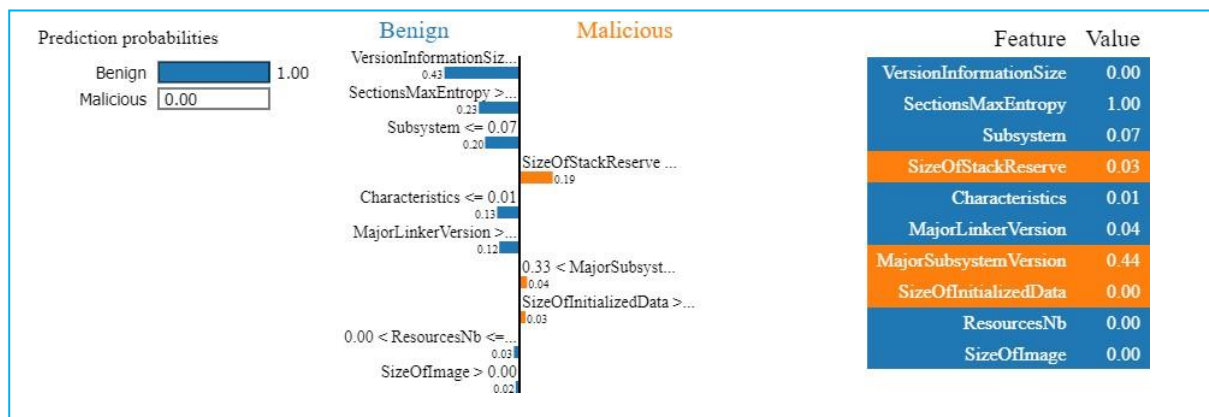 Prediction probabilities
Benign 1.00
Malicious 0.00
Benign Malicious
VersionInformationSiz...
0.43
SectionsMaxEntropy >...
0.23
Subsystem <= 0.07
0.20
SizeOfStackReserve ...
0.19
Characteristics <= 0.01
0.13
MajorLinkerVersion >...
0.12
0.33 < MajorSubsyst...
0.04
SizeOfInitializedData >...
0.03
0.00 < ResourcesNb <=...
0.03
SizeOfImage > 0.00
0.02
Feature Value
VersionInformationSize 0.00
SectionsMaxEntropy 1.00
Subsystem 0.07
SizeOfStackReserve 0.03
Characteristics 0.01
MajorLinkerVersion 0.04
MajorSubsystemVersion 0.44
SizeOfInitializedData 0.00
ResourcesNb 0.00
SizeOfImage 0.00